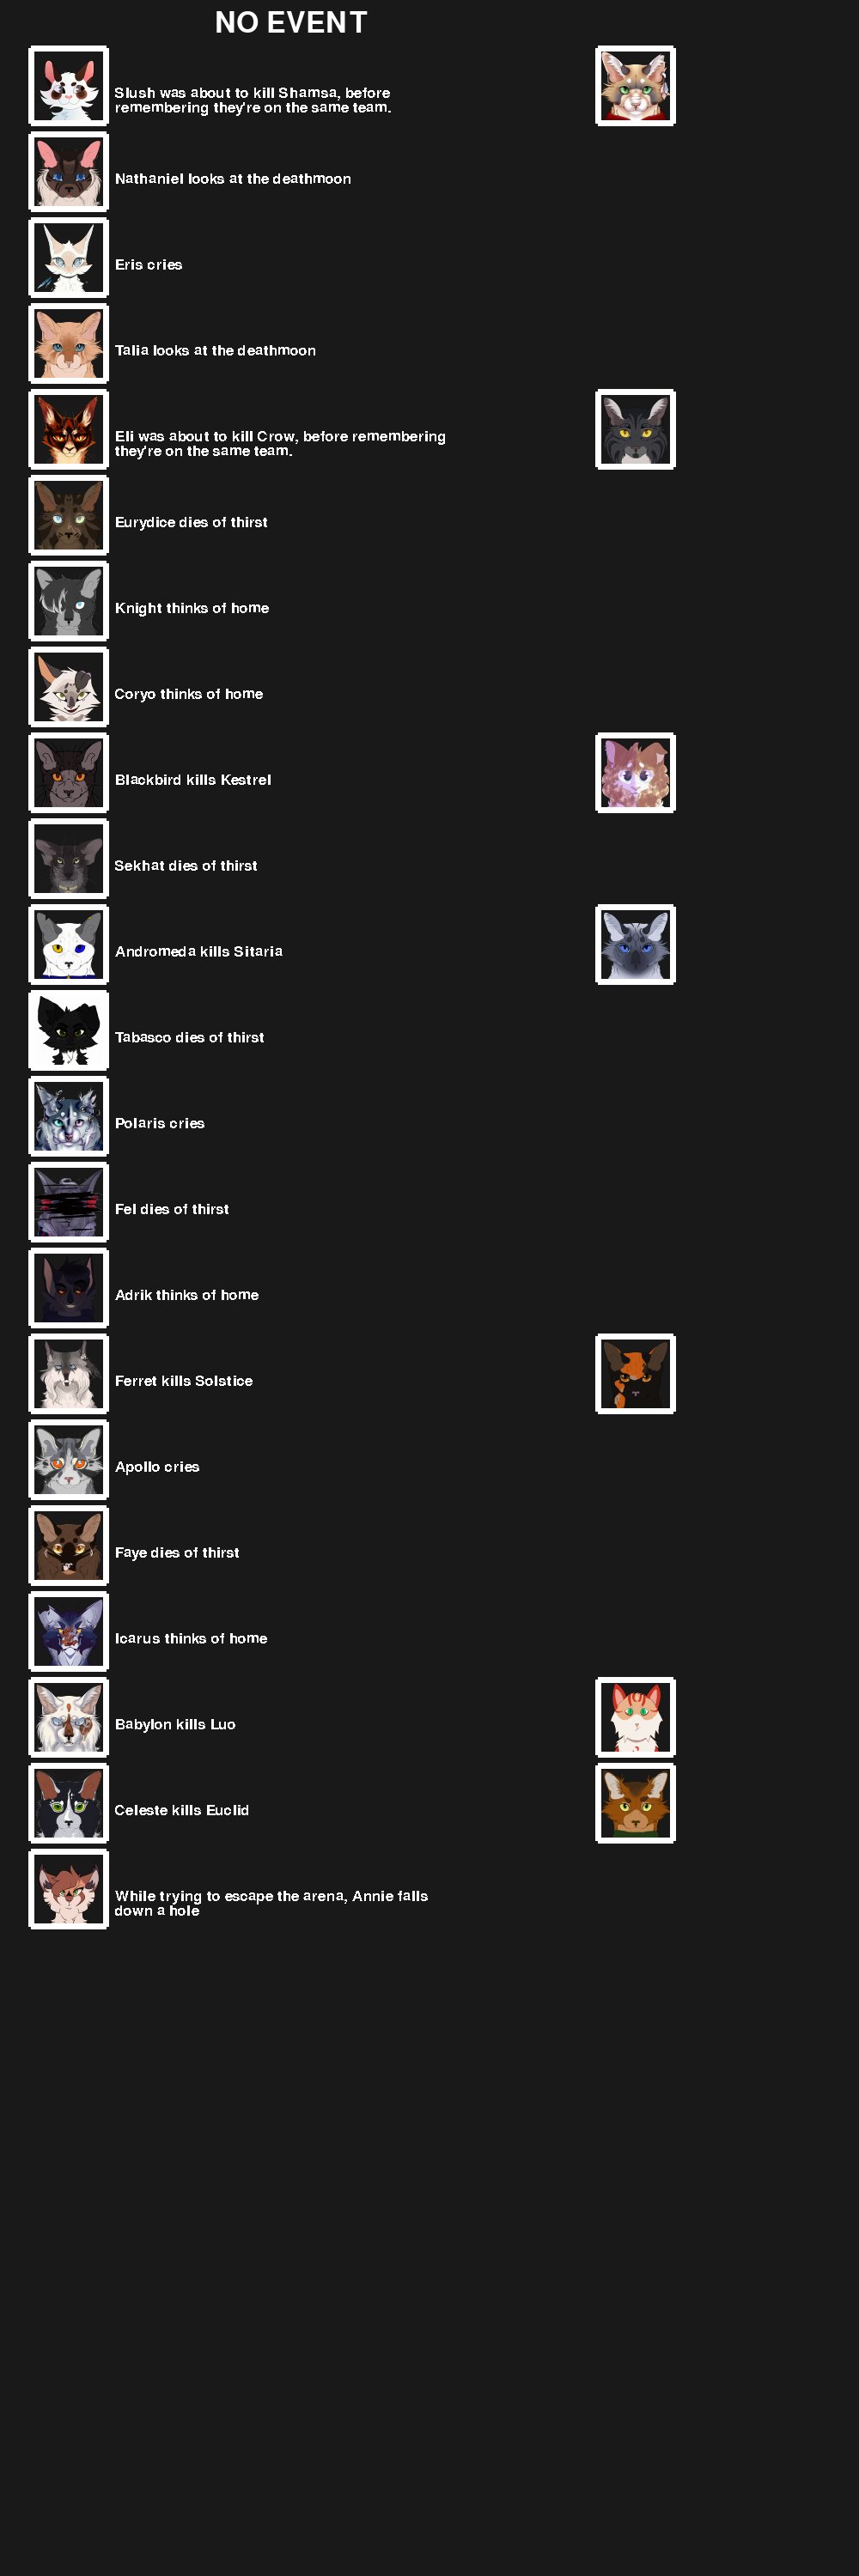 NO EVENT
Slush was about to kill Shamsa, before
remembering they're on the same team.
Nathaniel looks at the deathmoon
Eris cries
Talia looks at the deathmoon
Eli was about to kill Crow, before remembering
they're on the same team.
Eurydice dies of thirst
Knight thinks of home
Coryo thinks of home
Blackbird kills Kestrel
Sekhat dies of thirst
Andromeda kills Sitaria
Tabasco dies of thirst
Polaris cries
Fel dies of thirst
Adrik thinks of home
Ferret kills Solstice
Apollo cries
Faye dies of thirst
Icarus thinks of home
Babylon kills Luo
Celeste kills Euclid
While trying to escape the arena, Annie falls
down a hole